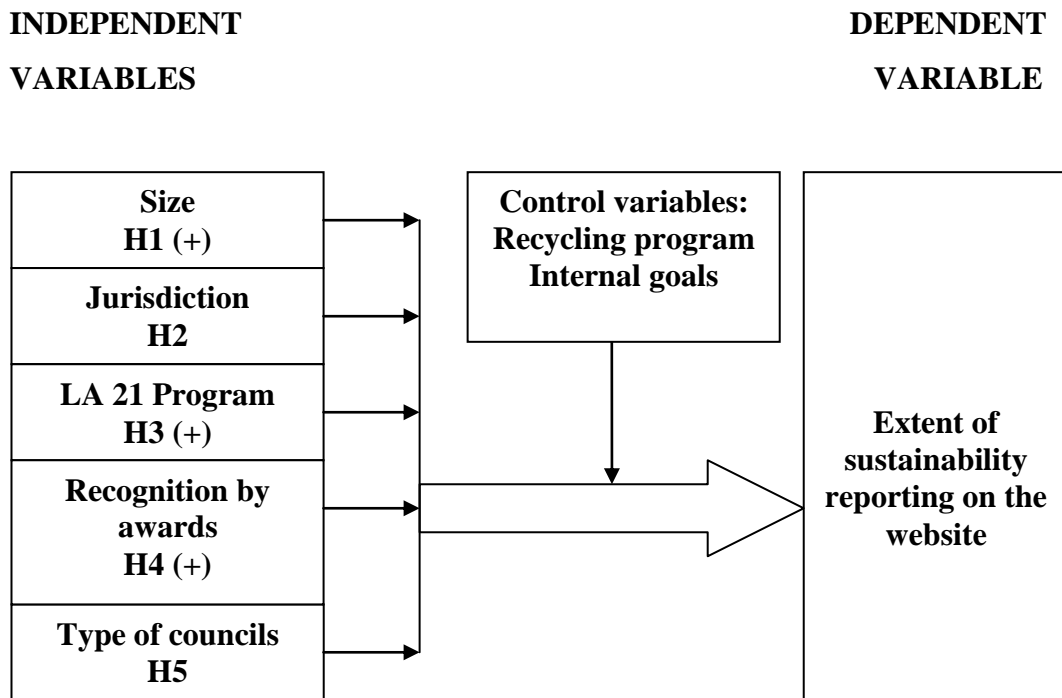 INDEPENDENT
VARIABLES
DEPENDENT
VARIABLE
Size
H1 (+)
Jurisdiction
H2
LA 21 Program
H3 (+)
Recognition by
awards
H4 (+)
Type of councils
H5
Control variables:
Recycling program
Internal goals
Extent of
sustainability
reporting on the
website